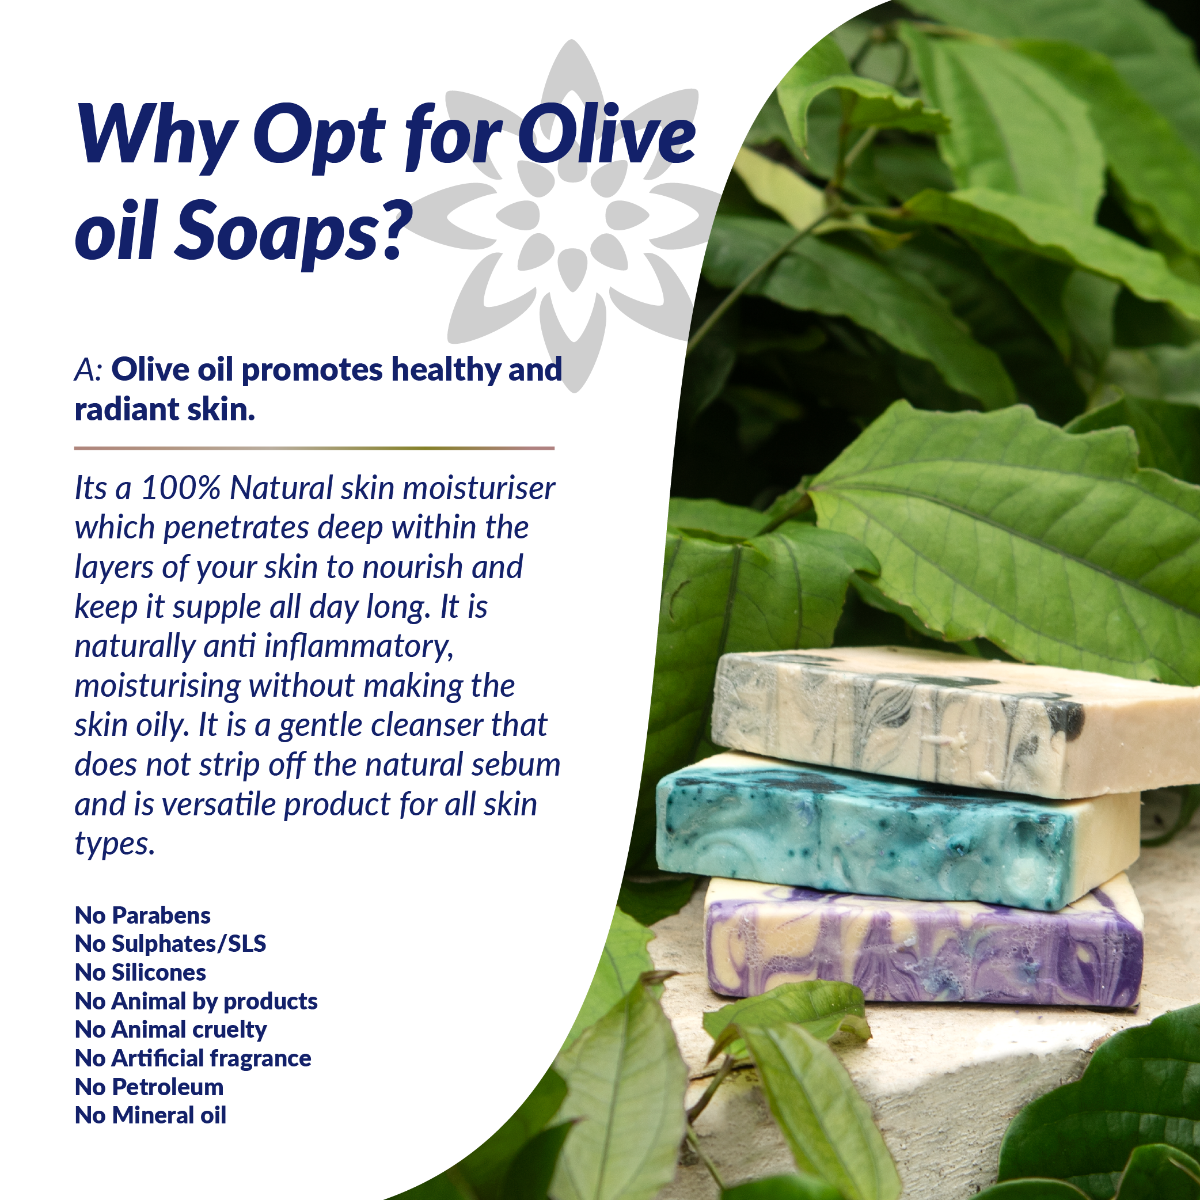 Why Opt for Olive
oil Soaps?
A: Olive oil promotes healthy and
radiant skin.
Its a 100% Natural skin moisturiser
which penetrates deep within the
layers of your skin to nourish and
keep it supple all day long. It is
naturally anti inflammatory,
moisturising without making the
skin oily. It is a gentle cleanser that
does not strip off the natural sebum
and is versatile product for all skin
types.
No Parabens
No Sulphates/SLS
No Silicones
No Animal by products
No Animal cruelty
No Artificial fragrance
No Petroleum
No Mineral oil